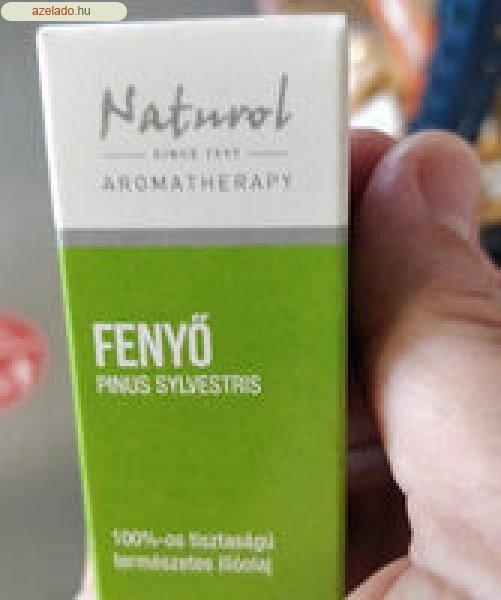 azelado.hu
Naturol
SINCE 1997
AROMATHERAPY
FENYŐ
PINUS SYLVESTRIS
100%-os tisztaságú
természetes illóolaj